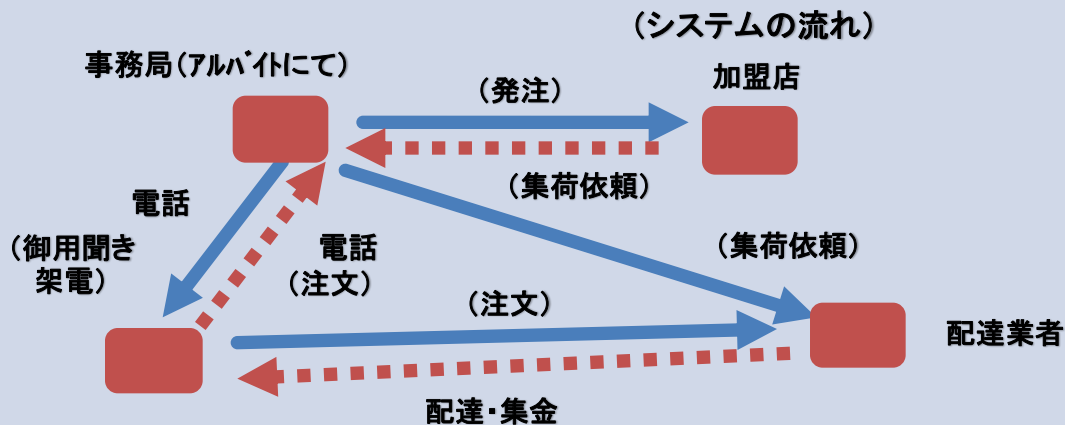 （システムの流れ）
事務局（ｱﾙﾊﾞｲﾄにて）
加盟店
（発注）
（集荷依頼）
電話
（御用聞き
架電）
電話
（注文）
（集荷依頼）
（注文）
配達業者
配達・集金